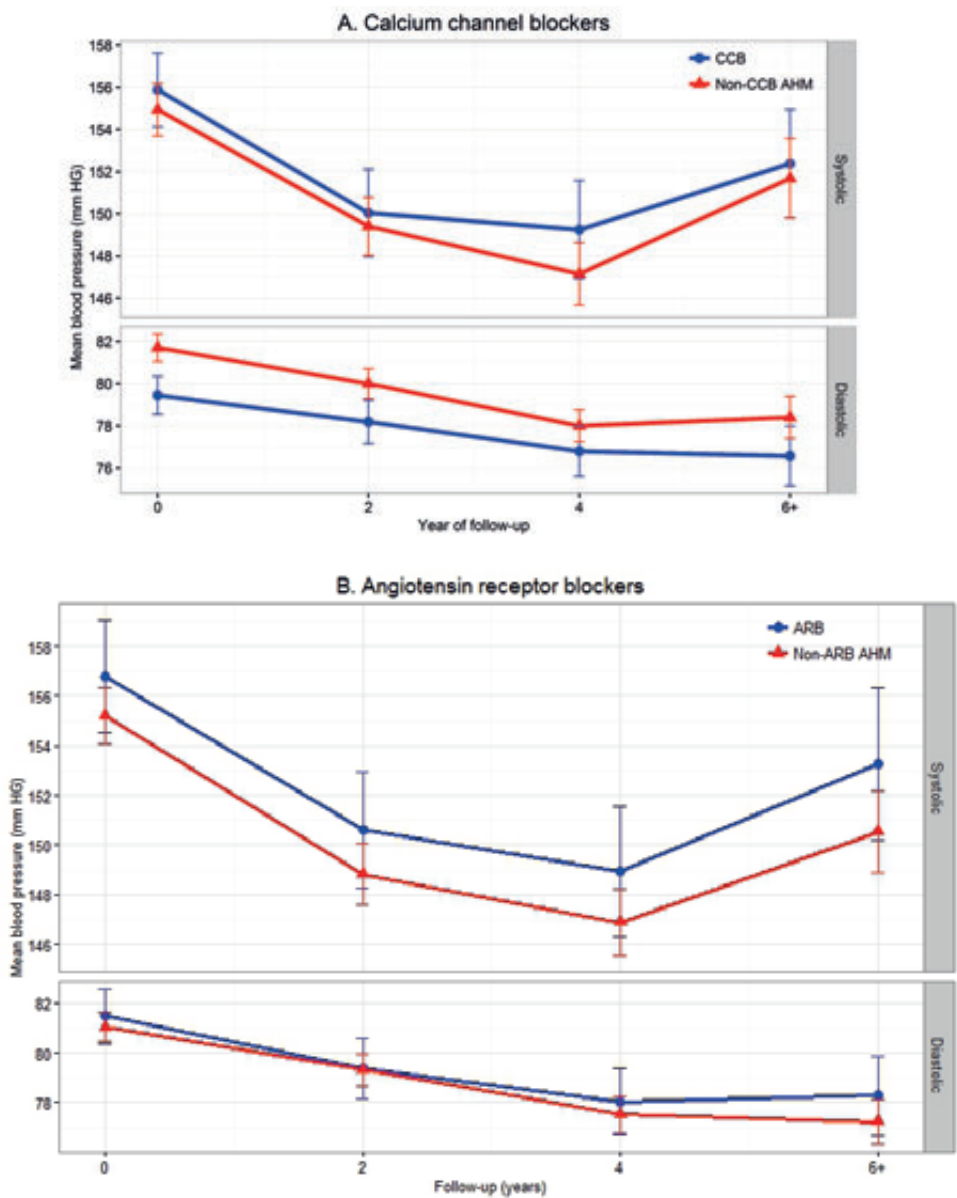 A. Calcium channel blockers
158
156
154
152
150
148
146
CCB
Non-CCB AHM
Systolic
Mean blood pressure (mm HG)
82
80
78
76
Diastolic
0
2
4
6+
Year of follow-up
B. Angiotensin receptor blockers
158
156
154
152
150
148
146
ARB
Non-ARB AHM
Systolic
Mean blood pressure (mm HG)
82
80
78
Diastolic
0
2
4
6+
Follow-up (years)